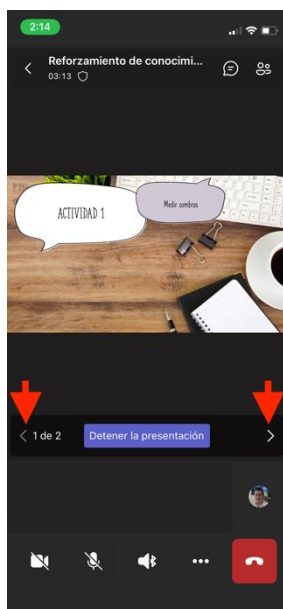 2:14
Reforzamiento de conocimi...
03:13
ACTIVIDAD 1
Medir sombras
1 de 2
Detener la presentación